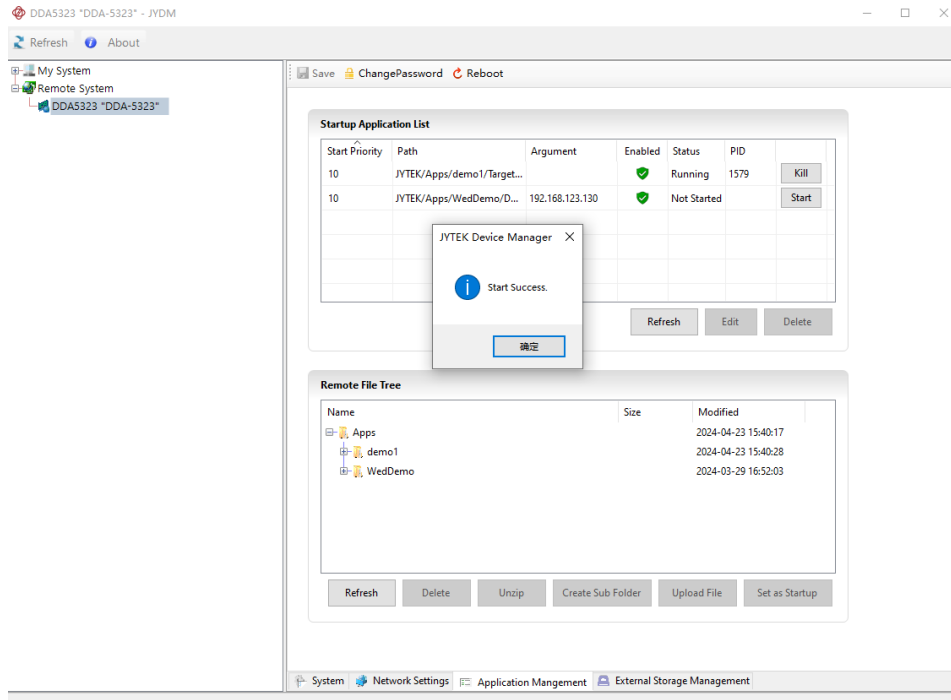 DDA5323 "DDA-5323" - JYDM
Refresh About
My System
Remote System
DDA5323 "DDA-5323"
Save ChangePassword Reboot
Startup Application List
Start Priority Path Argument Enabled Status PID
10 JYTEK/Apps/demo1/Target... Running 1579 Kill
10 JYTEK/Apps/WedDemo/D... 192.168.123.130 Not Started Start
JYTEK Device Manager
Start Success.
确定
Refresh Edit Delete
Remote File Tree
Name Size Modified
Apps 2024-04-23 15:40:17
demo1 2024-04-23 15:40:28
WedDemo 2024-03-29 16:52:03
Refresh Delete Unzip Create Sub Folder Upload File Set as Startup
System Network Settings Application Mangement External Storage Management